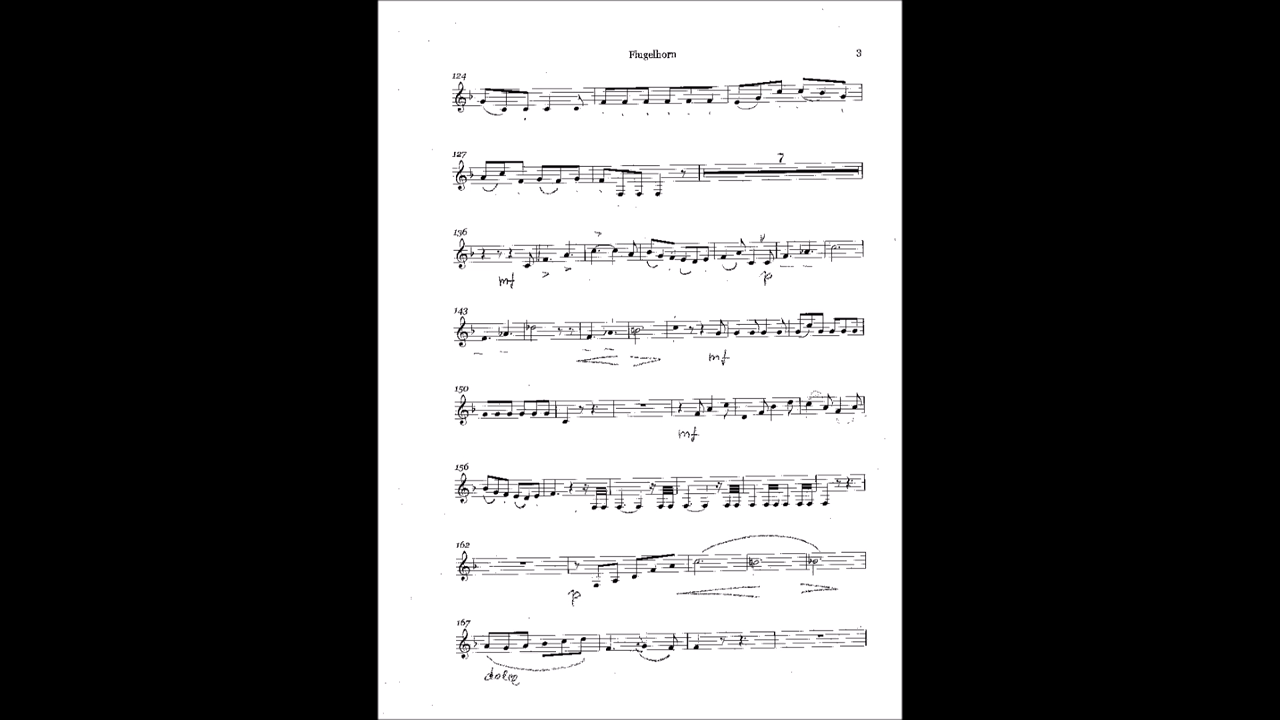 Flugelhorn 3
124
127
7
136
mf
p
143
mf
150
mf
156
162
p
167
dolce